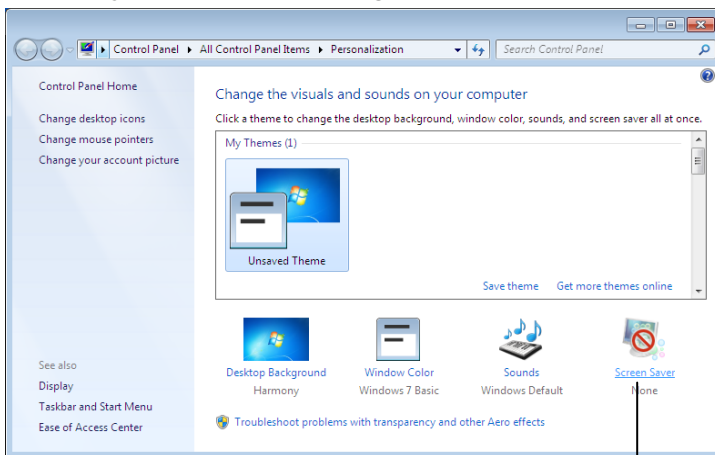 Control Panel ▸ All Control Panel Items ▸ Personalization
Search Control Panel
Control Panel Home
Change desktop icons
Change mouse pointers
Change your account picture
See also
Display
Taskbar and Start Menu
Ease of Access Center
Change the visuals and sounds on your computer
Click a theme to change the desktop background, window color, sounds, and screen saver all at once.
My Themes (1)
Unsaved Theme
Save theme Get more themes online
Desktop Background Window Color Sounds Screen Saver
Harmony Windows 7 Basic Windows Default None
Troubleshoot problems with transparency and other Aero effects